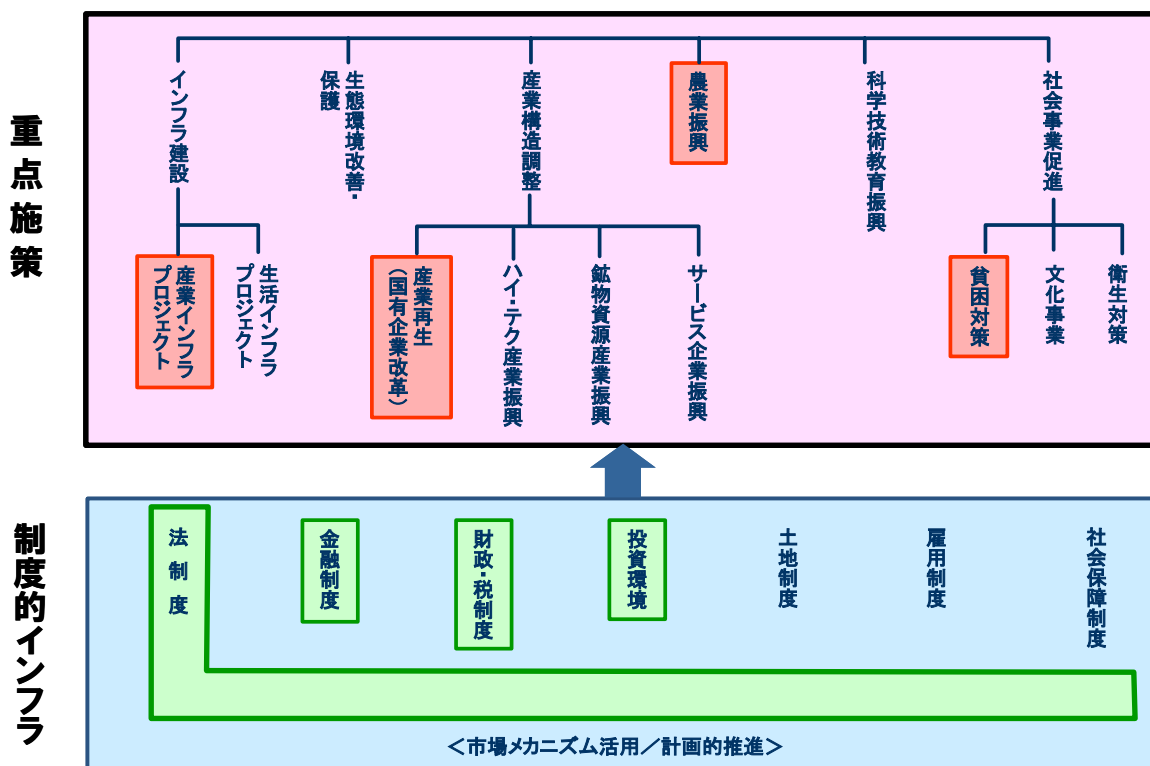 重点施策
インフラ建設
生態環境改善・
保護
産業構造調整
農業振興
科学技術教育振興
社会事業促進
産業インフラ
プロジェクト
生活インフラ
プロジェクト
産業再生
（国有企業改革）
ハイ・テク産業振興
鉱物資源産業振興
サービス企業振興
貧困対策
文化事業
衛生対策
制度的インフラ
法制度
金融制度
財政・税制度
投資環境
土地制度
雇用制度
社会保障制度
＜市場メカニズム活用／計画的推進＞